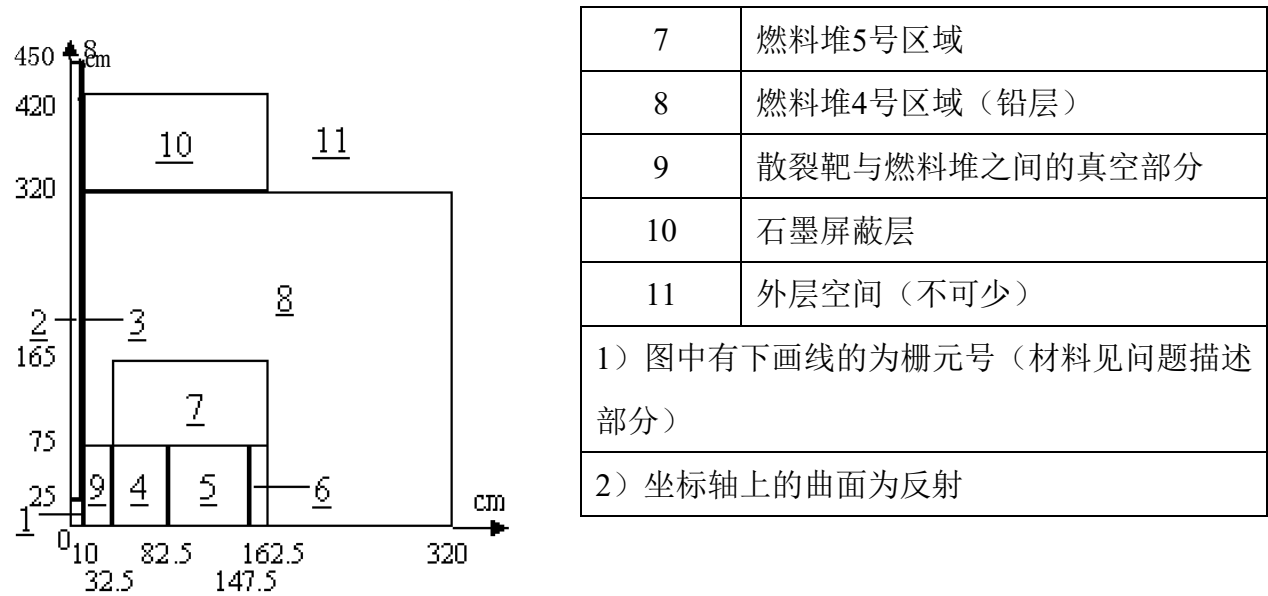 450
8
cm
420
10
11
320
8
2
3
165
7
75
25
9
4
5
6
cm
1
0
10
82.5
162.5
320
32.5
147.5
7 燃料堆5号区域
8 燃料堆4号区域（铅层）
9 散裂靶与燃料堆之间的真空部分
10 石墨屏蔽层
11 外层空间（不可少）
1）图中有下画线的为栅元号（材料见问题描述
部分）
2）坐标轴上的曲面为反射